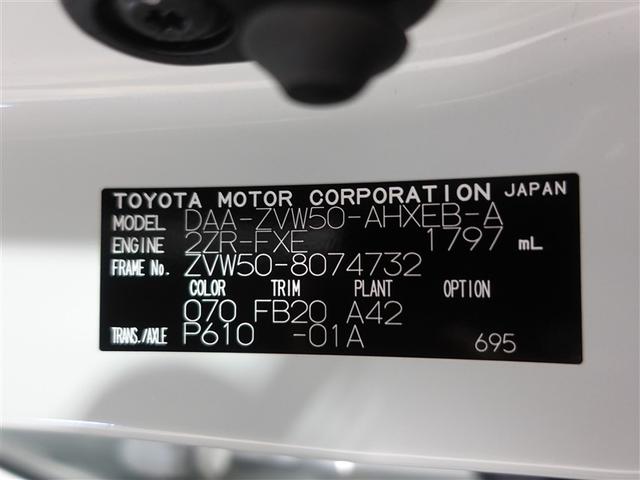 TOYOTA MOTOR CORPORATION JAPAN
MODEL DAA-ZVW50-AHXEB-A
ENGINE 2ZR-FXE 1797 mL
FRAME No. ZVW50-8074732
COLOR TRIM PLANT OPTION
070 FB20 A42
TRANS./AXLE P610 -01A 695